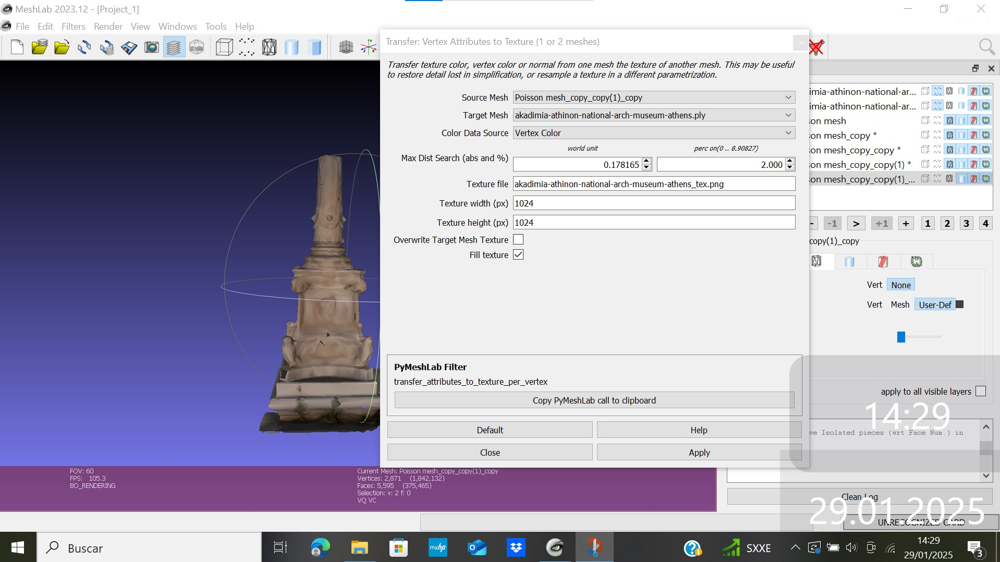 MeshLab 2023.12 - [Project_1]
File Edit Filters Render View Windows Tools Help
Transfer: Vertex Attributes to Texture (1 or 2 meshes)
Transfer texture color, vertex color or normal from one mesh the texture of another mesh. This may be useful
to restore detail lost in simplification, or resample a texture in a different parametrization.
Source Mesh Poisson mesh_copy_copy(1)_copy
Target Mesh akadimia-athinon-national-arch-museum-athens.ply
Color Data Source Vertex Color
world unit perc on(0 .. 8.90827)
Max Dist Search (abs and %) 0.178165 2.000
Texture file akadimia-athinon-national-arch-museum-athens_tex.png
Texture width (px) 1024
Texture height (px) 1024
Overwrite Target Mesh Texture
Fill texture
PyMeshLab Filter
transfer_attributes_to_texture_per_vertex
Copy PyMeshLab call to clipboard
Default Help
Close Apply
imia-athinon-national-ar...
imia-athinon-national-ar...
son mesh
son mesh_copy *
son mesh_copy_copy *
son mesh_copy_copy(1) *
son mesh_copy_copy(1)_...
- -1 > +1 + 1 2 3 4
copy(1)_copy
Vert None
Vert Mesh User-Def
apply to all visible layers
14:29
ve Isolated pieces (wrt Face Num.) in
Clean Log
29.01.2025
UNRECOGNIZED CARD
FOV: 60
FPS: 105.3
BO_RENDERING
Current Mesh: Poisson mesh_copy_copy(1)_copy
Vertices: 2,871 (1,842,132)
Faces: 5,595 (375,465)
Selection: v: 2 f: 0
VQ VC
Buscar
myhp
SXXE
14:29
29/01/2025
3